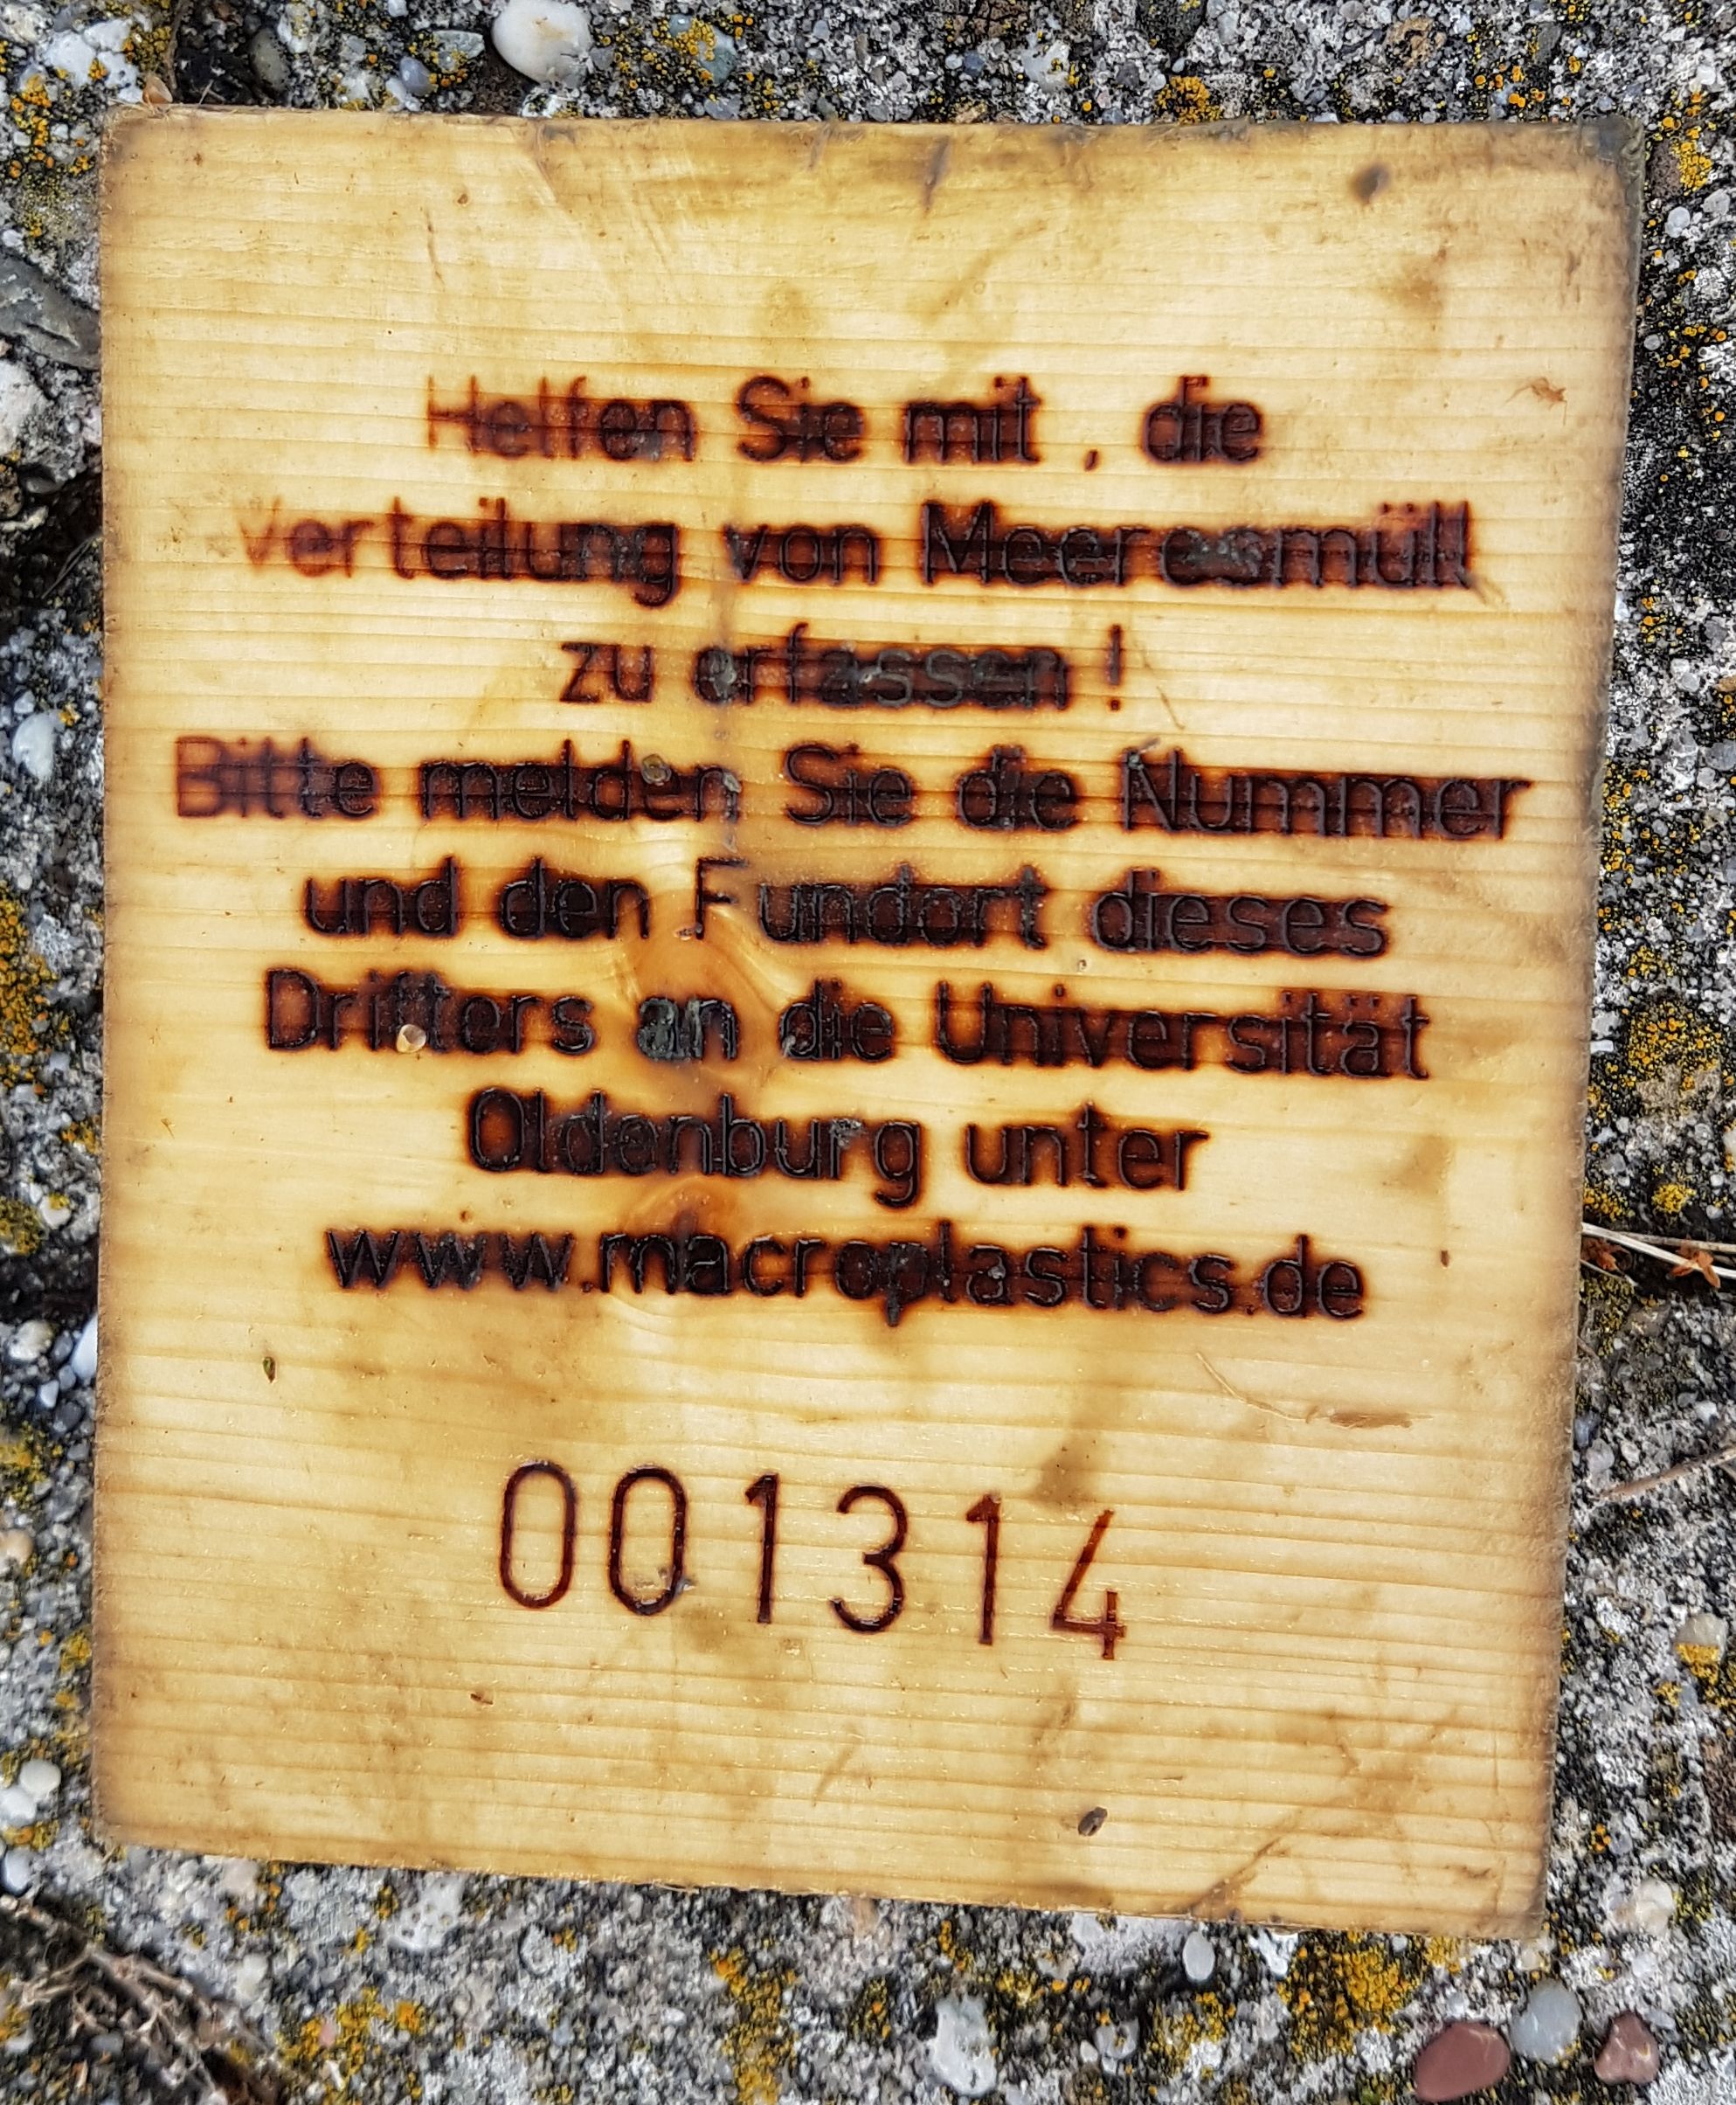 Helfen Sie mit, die
Verteilung von Meeresmüll
zu erfassen!
Bitte melden Sie die Nummer
und den Fundort dieses
Drifters an die Universität
Oldenburg unter
www.macroplastics.de
001314